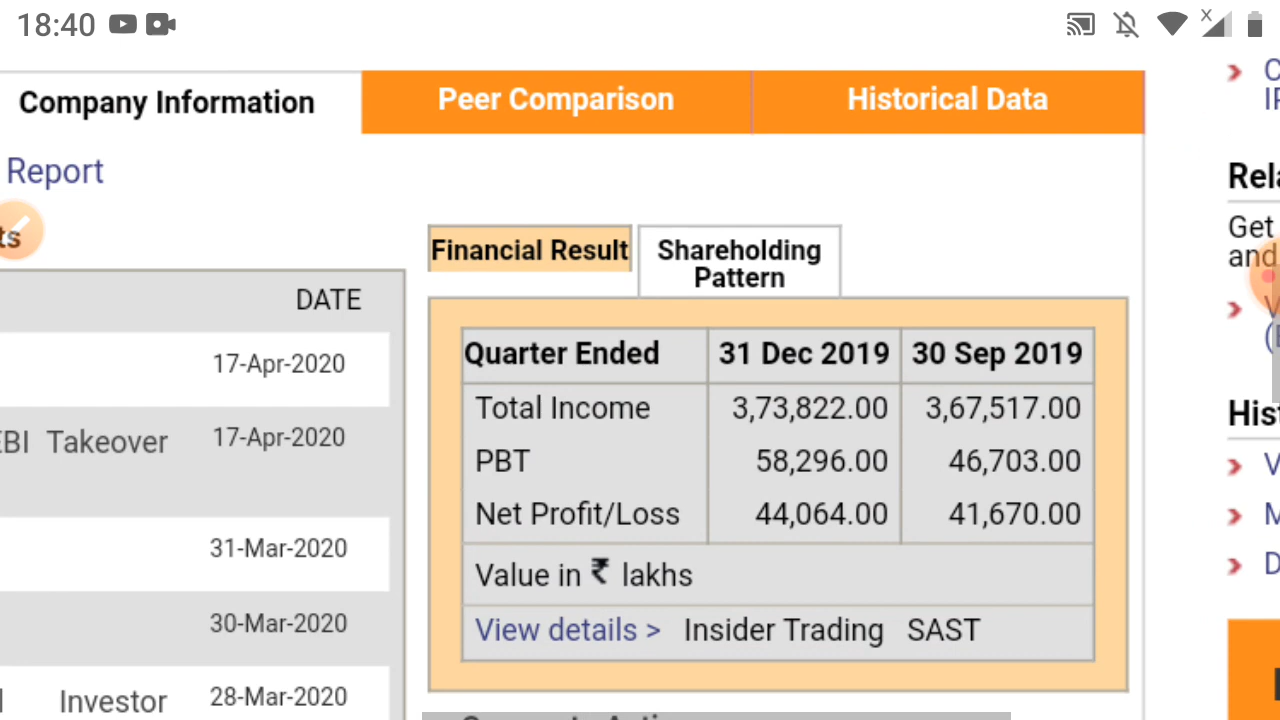 18:40
Company Information Peer Comparison Historical Data
Report
ts
Financial Result Shareholding
Pattern
DATE
17-Apr-2020
EBI Takeover 17-Apr-2020
31-Mar-2020
30-Mar-2020
Investor 28-Mar-2020
Quarter Ended 31 Dec 2019 30 Sep 2019
Total Income 3,73,822.00 3,67,517.00
PBT 58,296.00 46,703.00
Net Profit/Loss 44,064.00 41,670.00
Value in ₹ lakhs
View details > Insider Trading SAST
Get
and